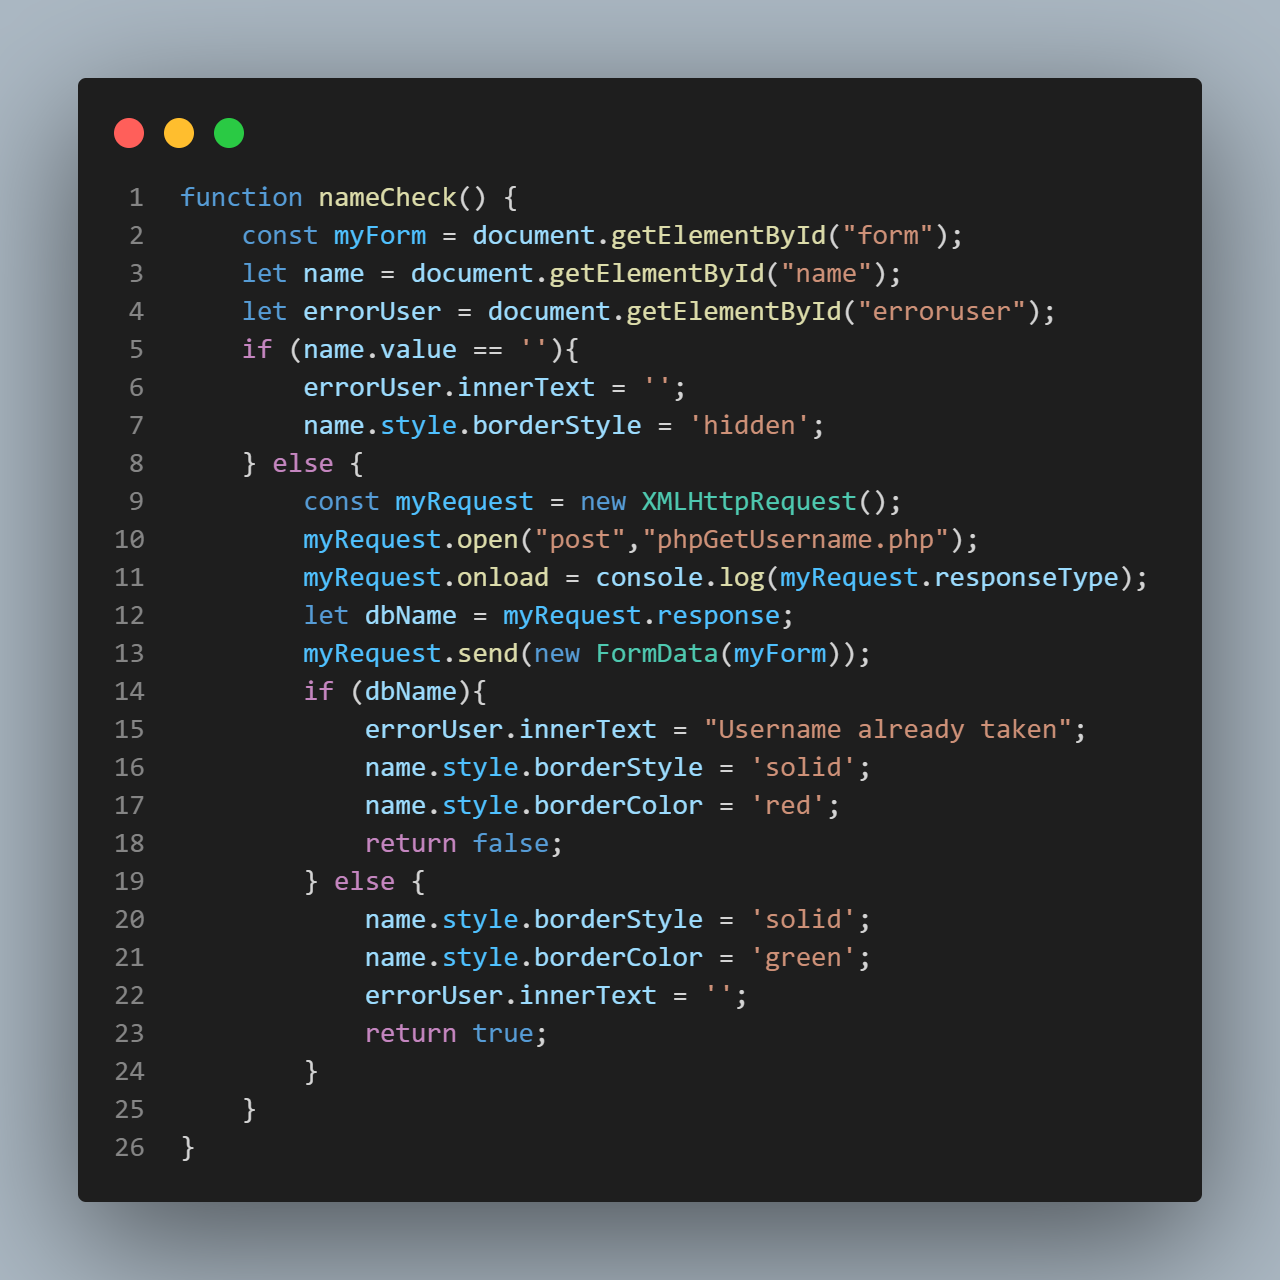 1 function nameCheck() {
2     const myForm = document.getElementById("form");
3     let name = document.getElementById("name");
4     let errorUser = document.getElementById("erroruser");
5     if (name.value == ''){
6         errorUser.innerText = '';
7         name.style.borderStyle = 'hidden';
8     } else {
9         const myRequest = new XMLHttpRequest();
10         myRequest.open("post","phpGetUsername.php");
11         myRequest.onload = console.log(myRequest.responseType);
12         let dbName = myRequest.response;
13         myRequest.send(new FormData(myForm));
14         if (dbName){
15             errorUser.innerText = "Username already taken";
16             name.style.borderStyle = 'solid';
17             name.style.borderColor = 'red';
18             return false;
19         } else {
20             name.style.borderStyle = 'solid';
21             name.style.borderColor = 'green';
22             errorUser.innerText = '';
23             return true;
24         }
25     }
26 }